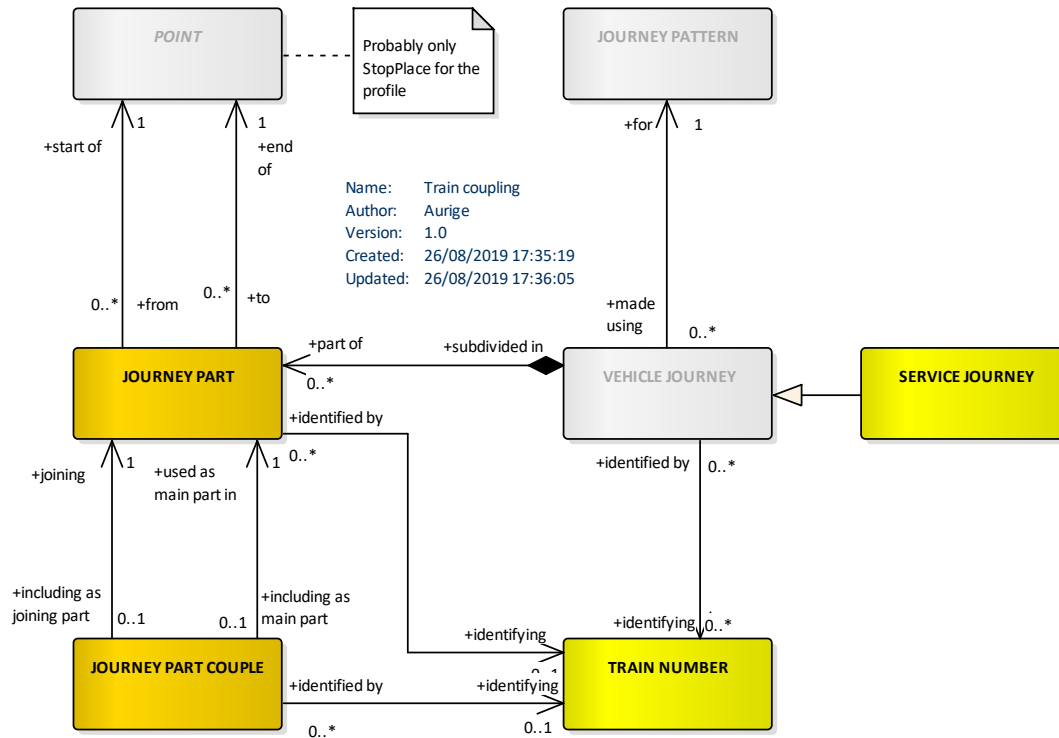 POINT
Probably only
StopPlace for the
profile
JOURNEY PATTERN
1
+start of
1
+end
of
+for
1
Name: Train coupling
Author: Aurige
Version: 1.0
Created: 26/08/2019 17:35:19
Updated: 26/08/2019 17:36:05
0..*
+from
0..*
+to
+made
using
0..*
+part of
+subdivided in
0..*
JOURNEY PART
VEHICLE JOURNEY
SERVICE JOURNEY
+identified by
0..*
+joining
1
+used as
main part in
1
+identified by
0..*
+including as
joining part
0..1
+including as
main part
0..1
+identifying
0..*
+identifying
0..1
JOURNEY PART COUPLE
TRAIN NUMBER
+identified by
+identifying
0..*
0..1